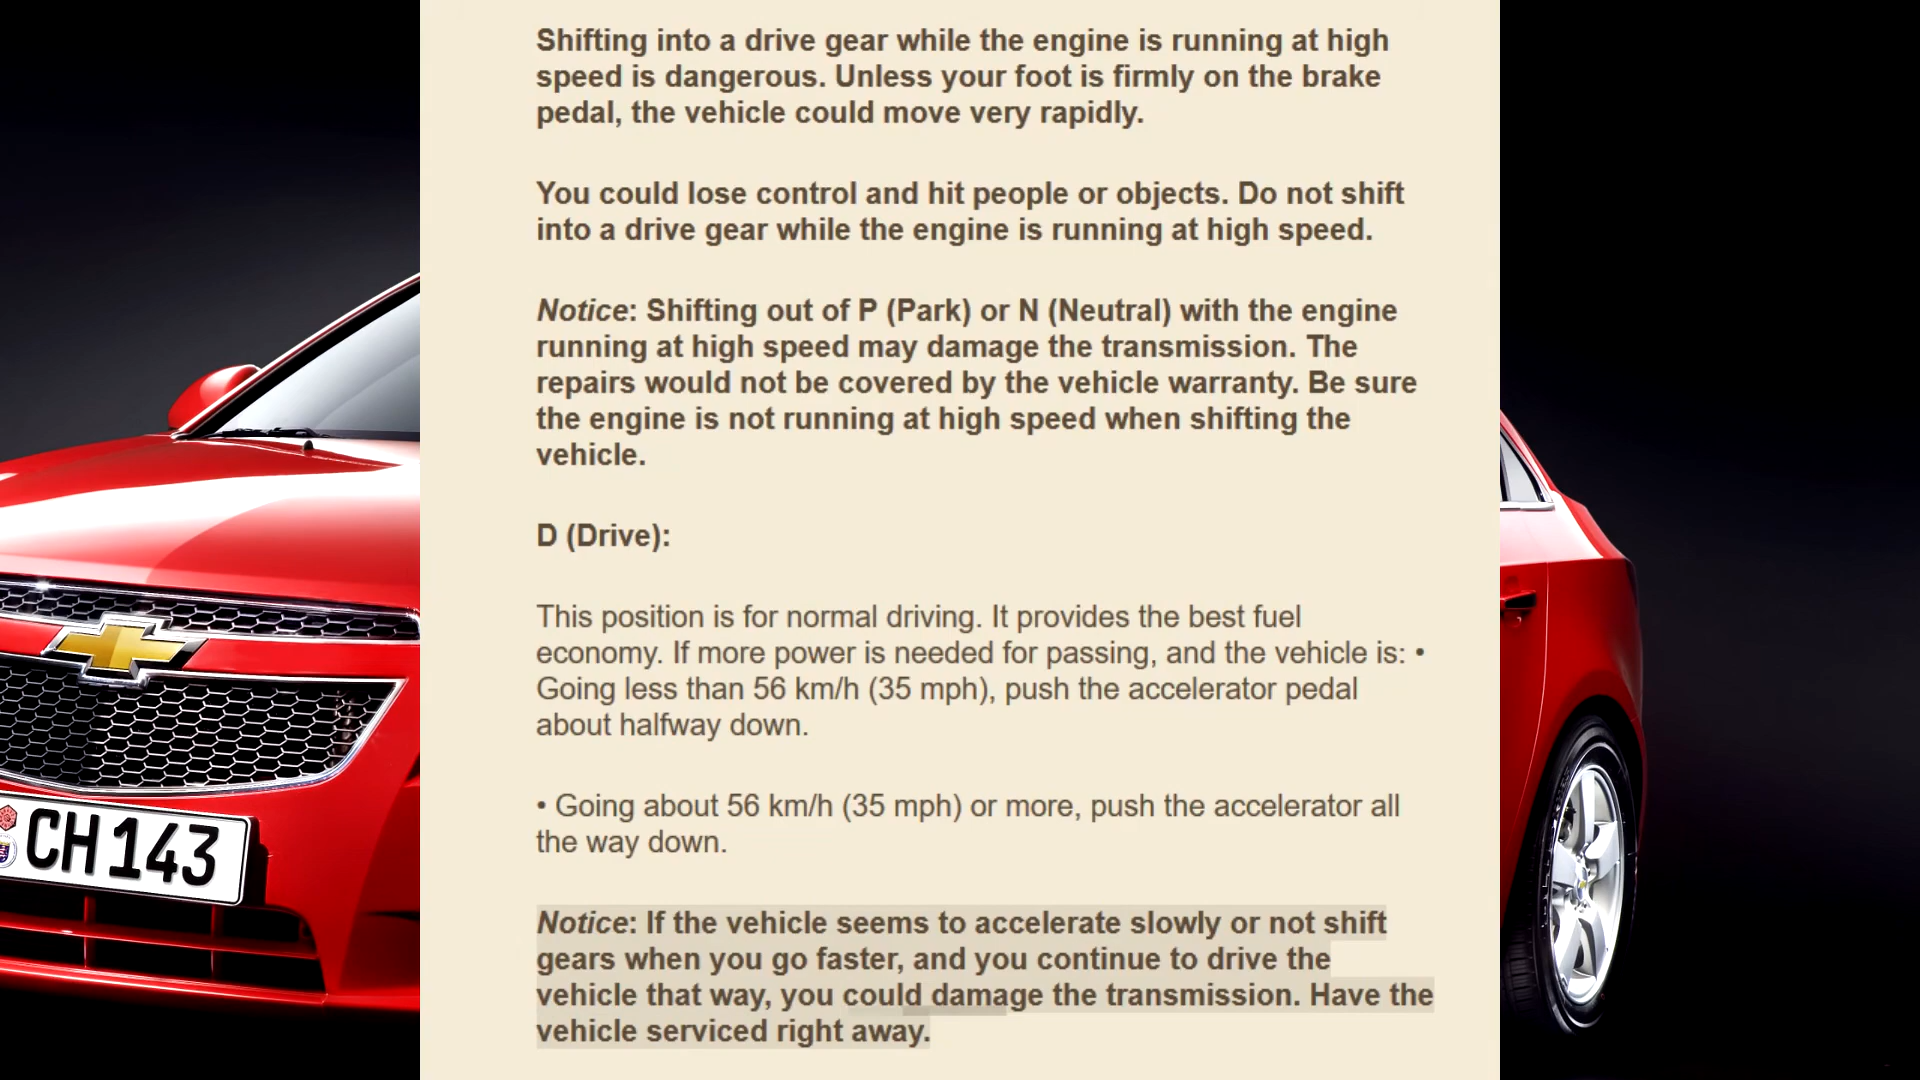 Shifting into a drive gear while the engine is running at high
speed is dangerous. Unless your foot is firmly on the brake
pedal, the vehicle could move very rapidly.
You could lose control and hit people or objects. Do not shift
into a drive gear while the engine is running at high speed.
Notice: Shifting out of P (Park) or N (Neutral) with the engine
running at high speed may damage the transmission. The
repairs would not be covered by the vehicle warranty. Be sure
the engine is not running at high speed when shifting the
vehicle.
D (Drive):
This position is for normal driving. It provides the best fuel
economy. If more power is needed for passing, and the vehicle is: •
Going less than 56 km/h (35 mph), push the accelerator pedal
about halfway down.
• Going about 56 km/h (35 mph) or more, push the accelerator all
the way down.
Notice: If the vehicle seems to accelerate slowly or not shift
gears when you go faster, and you continue to drive the
vehicle that way, you could damage the transmission. Have the
vehicle serviced right away.
CH 143